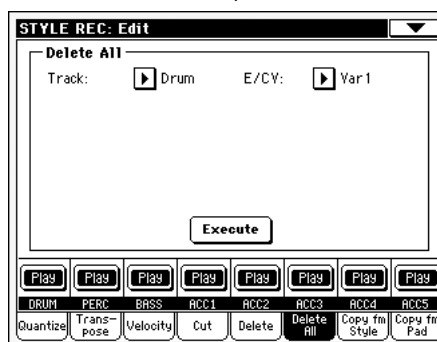 STYLE REC: Edit
Delete All
Track: Drum E/CV: Var1
Execute
Play Play Play Play Play Play Play Play
DRUM PERC BASS ACC1 ACC2 ACC3 ACC4 ACC5
Quantize Trans-pose Velocity Cut Delete Delete All Copy fm Style Copy fm Pad